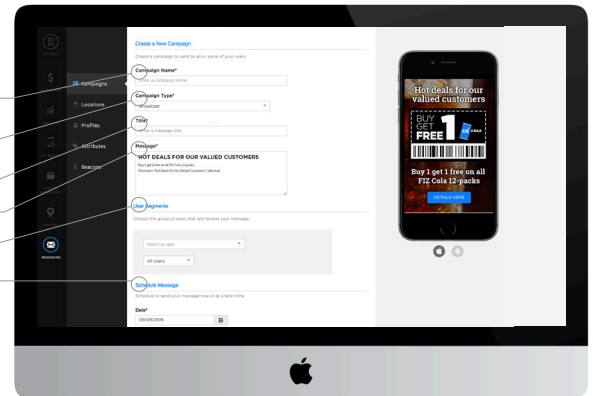 Create a New Campaign
Create a campaign to send to all or some of your users.
Campaign Name*
Enter a campaign name
Campaign Type*
Broadcast
Title*
Enter a message title
Message*
HOT DEALS FOR OUR VALUED CUSTOMERS
Buy 1 get 1 free on all FIZ Cola 12-packs
User Segments
Choose the group of users that will receive your message.
Select an app
All Users
Schedule Message
Schedule to send your message now or at a later time.
Date*
09/09/2016
$
Campaigns
Locations
Profiles
Attributes
Beacons
MESSAGING
Hot deals for our
valued customers
BUY
GET 1
FREE
FIZ COLA
Buy 1 get 1 free on all
FIZ Cola 12-packs
DETAILS HERE